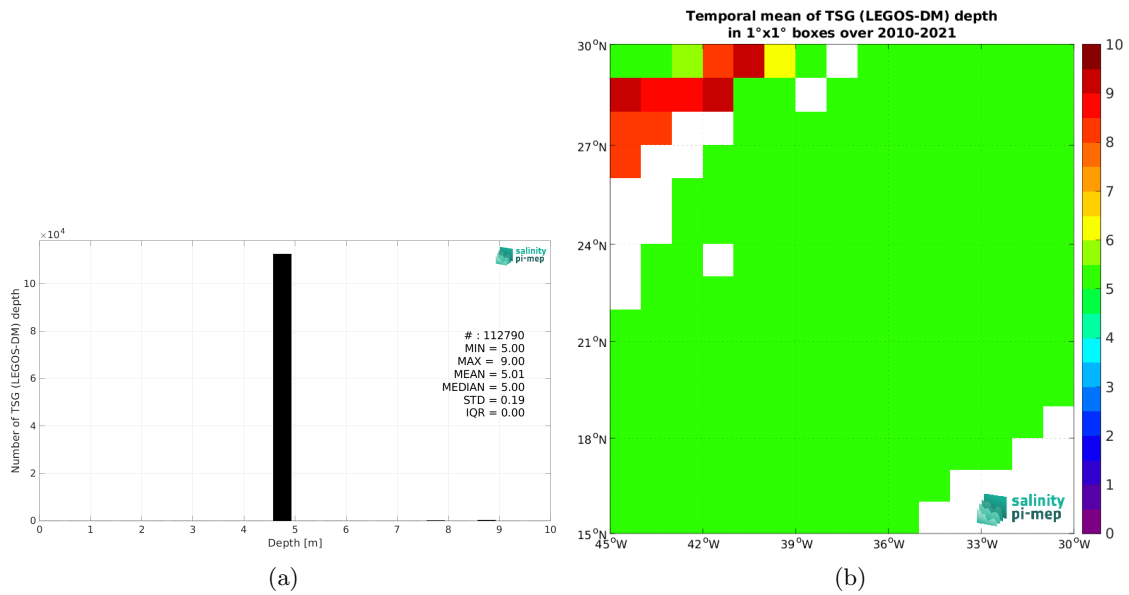 ×10⁴
10
8
6
4
2
0
Number of TSG (LEGOS-DM) depth
salinity
pi-mep
# : 112790
MIN = 5.00
MAX = 9.00
MEAN = 5.01
MEDIAN = 5.00
STD = 0.19
IQR = 0.00
0 1 2 3 4 5 6 7 8 9 10
Depth [m]
(a)
Temporal mean of TSG (LEGOS-DM) depth
in 1°x1° boxes over 2010-2021
30°N
27°N
24°N
21°N
18°N
15°N
45°W 42°W 39°W 36°W 33°W 30°W
salinity
pi-mep
10
9
8
7
6
5
4
3
2
1
0
(b)